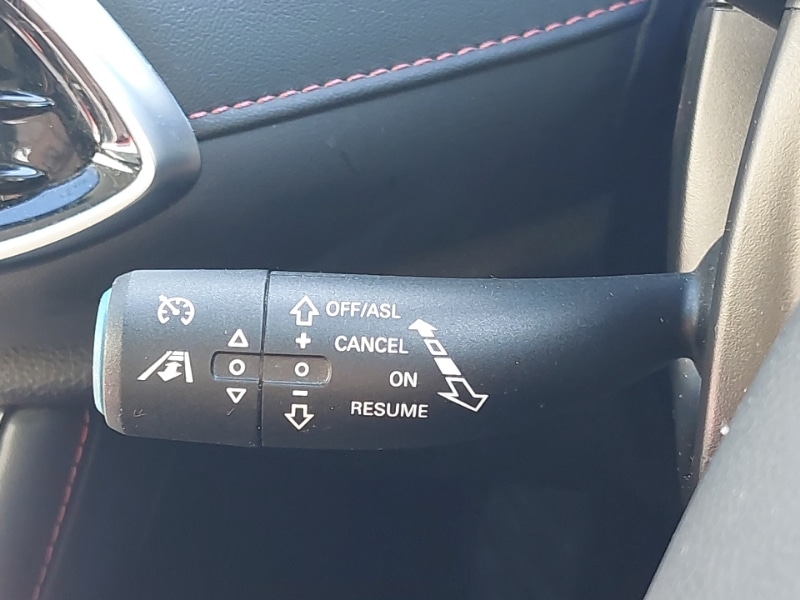 OFF/ASL
+ CANCEL
ON
- RESUME